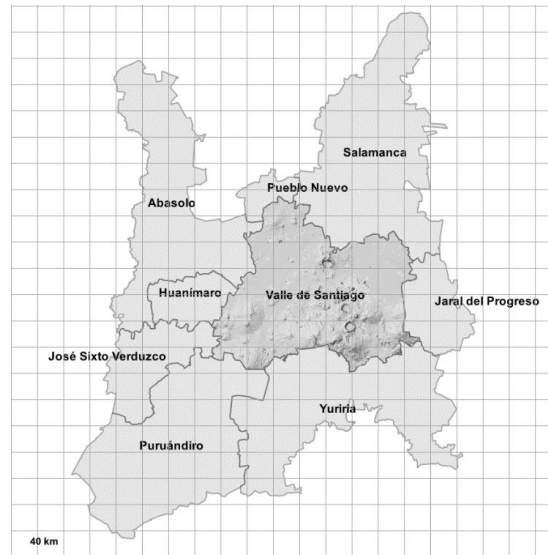 Salamanca
Pueblo Nuevo
Abasolo
Huanímaro
Valle de Santiago
Jaral del Progreso
José Sixto Verduzco
Yuriria
Puruándiro
40 km